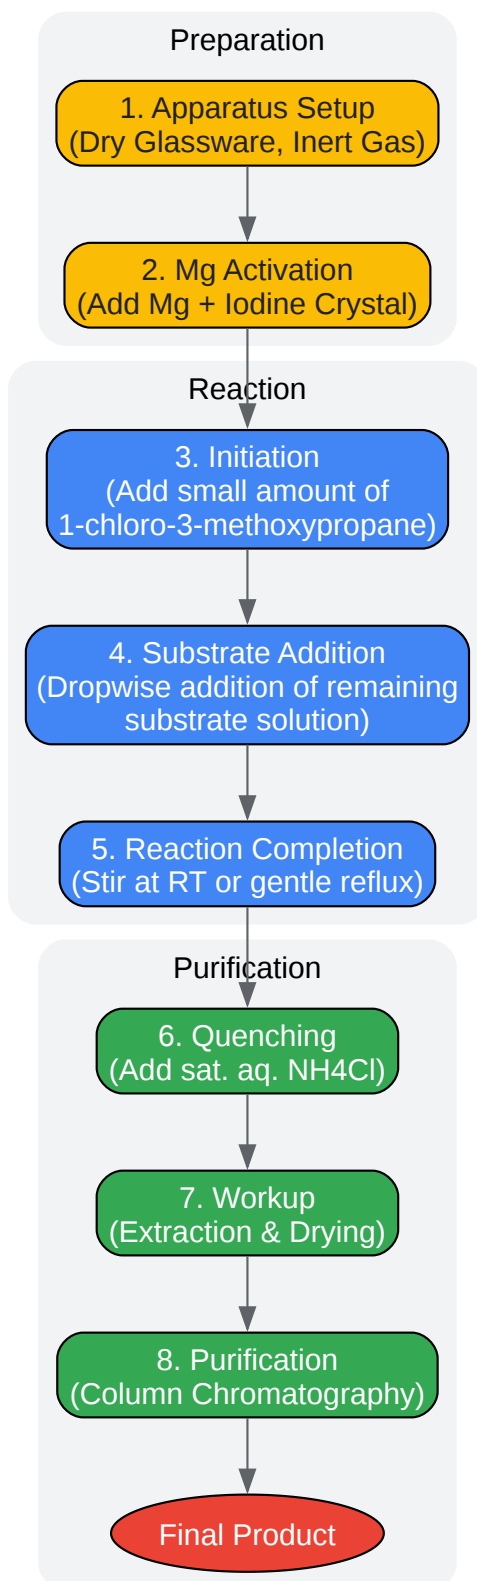 Preparation
1. Apparatus Setup
(Dry Glassware, Inert Gas)
2. Mg Activation
(Add Mg + Iodine Crystal)
Reaction
3. Initiation
(Add small amount of
1-chloro-3-methoxypropane)
4. Substrate Addition
(Dropwise addition of remaining
substrate solution)
5. Reaction Completion
(Stir at RT or gentle reflux)
Purification
6. Quenching
(Add sat. aq. NH4Cl)
7. Workup
(Extraction & Drying)
8. Purification
(Column Chromatography)
Final Product